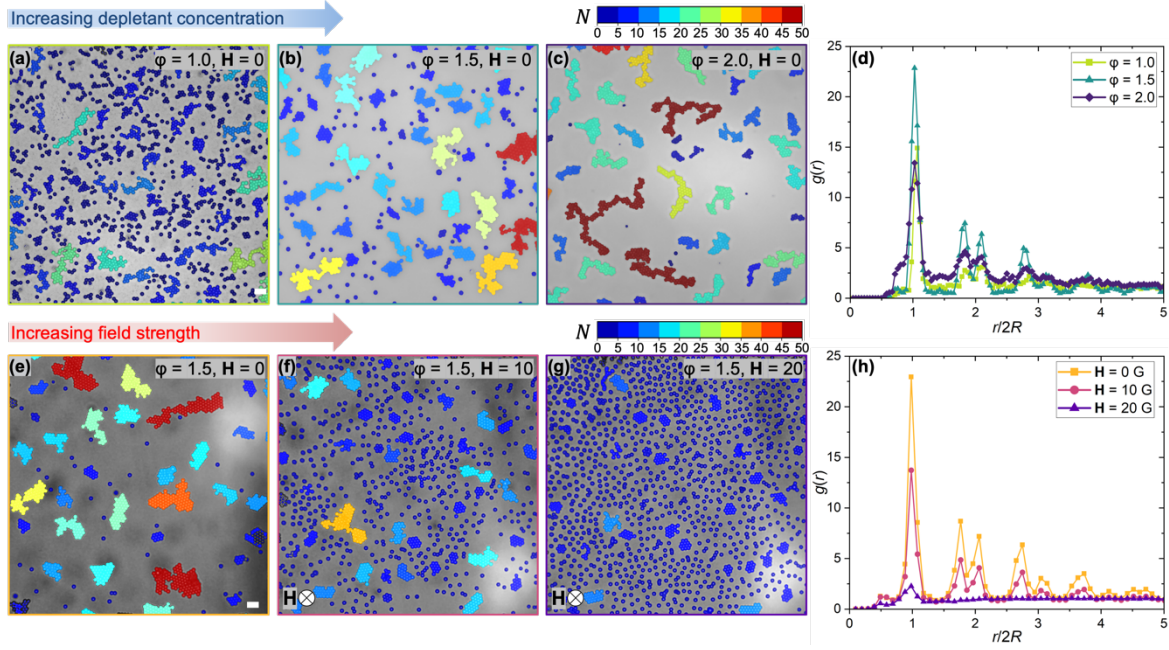 Increasing depletant concentration
N
0 5 10 15 20 25 30 35 40 45 50
(a) φ = 1.0, H = 0
(b) φ = 1.5, H = 0
(c) φ = 2.0, H = 0
(d)
φ = 1.0
φ = 1.5
φ = 2.0
25
20
15
10
5
0
g(r)
0 1 2 3 4 5
r/2R
Increasing field strength
N
0 5 10 15 20 25 30 35 40 45 50
(e) φ = 1.5, H = 0
(f) φ = 1.5, H = 10
H
(g) φ = 1.5, H = 20
H
(h)
H = 0 G
H = 10 G
H = 20 G
25
20
15
10
5
0
g(r)
0 1 2 3 4 5
r/2R